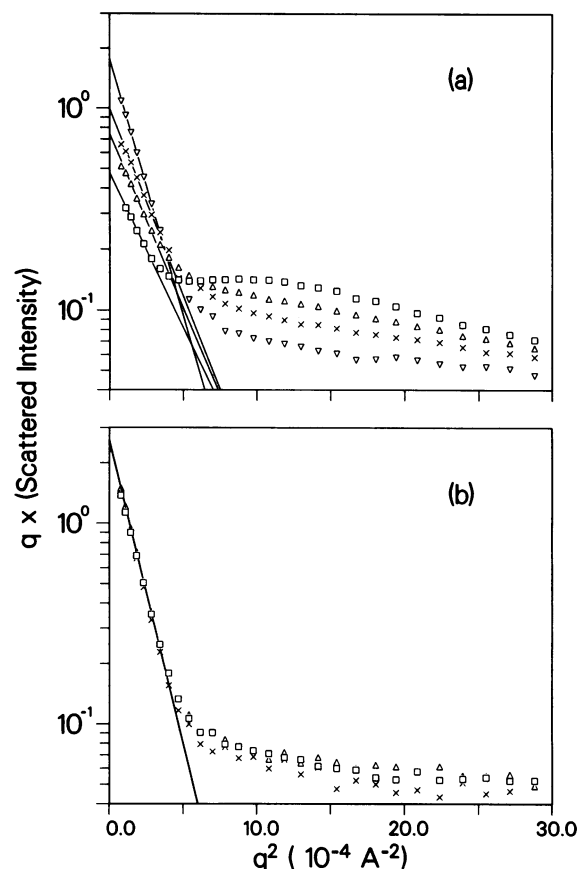 (a)
10⁰
10⁻¹
q x (Scattered Intensity)
(b)
10⁰
10⁻¹
0.0 10.0 20.0 30.0
q² ( 10⁻⁴ A⁻²)